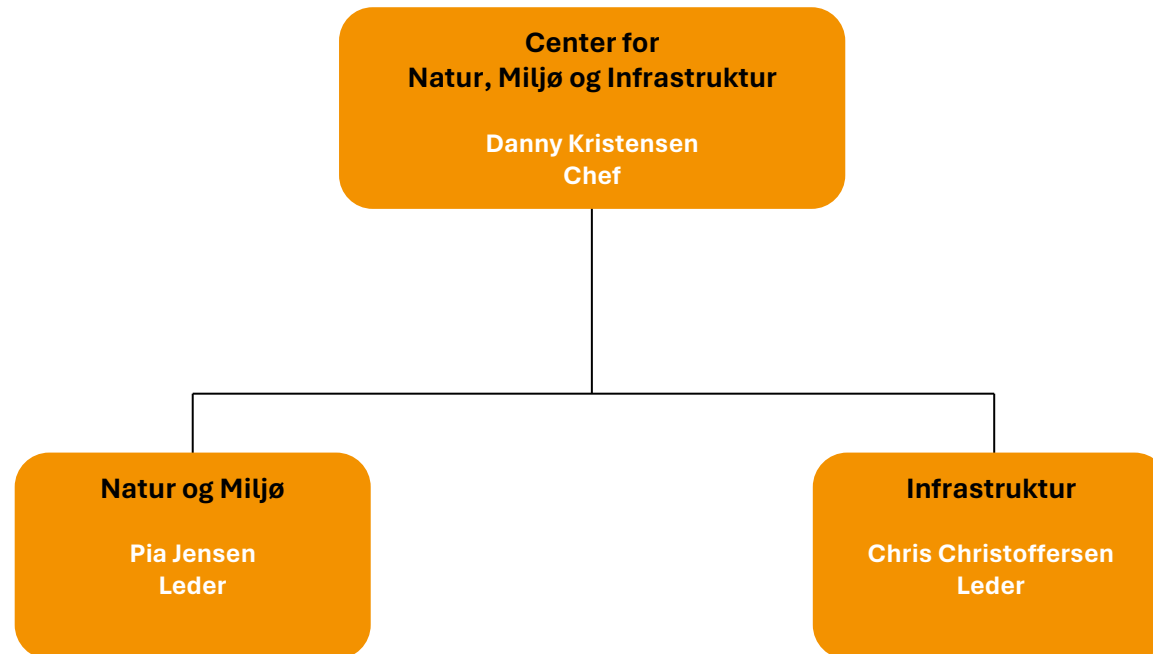 Center for
Natur, Miljø og Infrastruktur
Danny Kristensen
Chef
Natur og Miljø
Pia Jensen
Leder
Infrastruktur
Chris Christoffersen
Leder